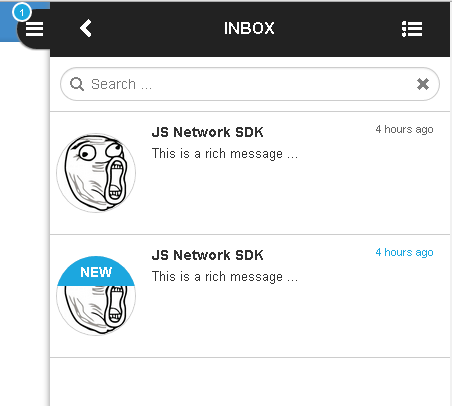 1
INBOX
Search ...
JS Network SDK
4 hours ago
This is a rich message ...
JS Network SDK
4 hours ago
NEW
This is a rich message ...